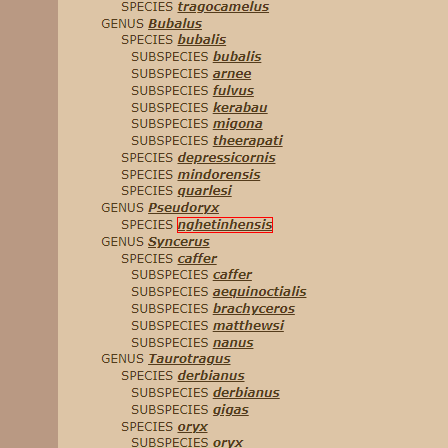 SPECIES tragocamelus
GENUS Bubalus
SPECIES bubalis
SUBSPECIES bubalis
SUBSPECIES arnee
SUBSPECIES fulvus
SUBSPECIES kerabau
SUBSPECIES migona
SUBSPECIES theerapati
SPECIES depressicornis
SPECIES mindorensis
SPECIES quarlesi
GENUS Pseudoryx
SPECIES nghetinhensis
GENUS Syncerus
SPECIES caffer
SUBSPECIES caffer
SUBSPECIES aequinoctialis
SUBSPECIES brachyceros
SUBSPECIES matthewsi
SUBSPECIES nanus
GENUS Taurotragus
SPECIES derbianus
SUBSPECIES derbianus
SUBSPECIES gigas
SPECIES oryx
SUBSPECIES oryx